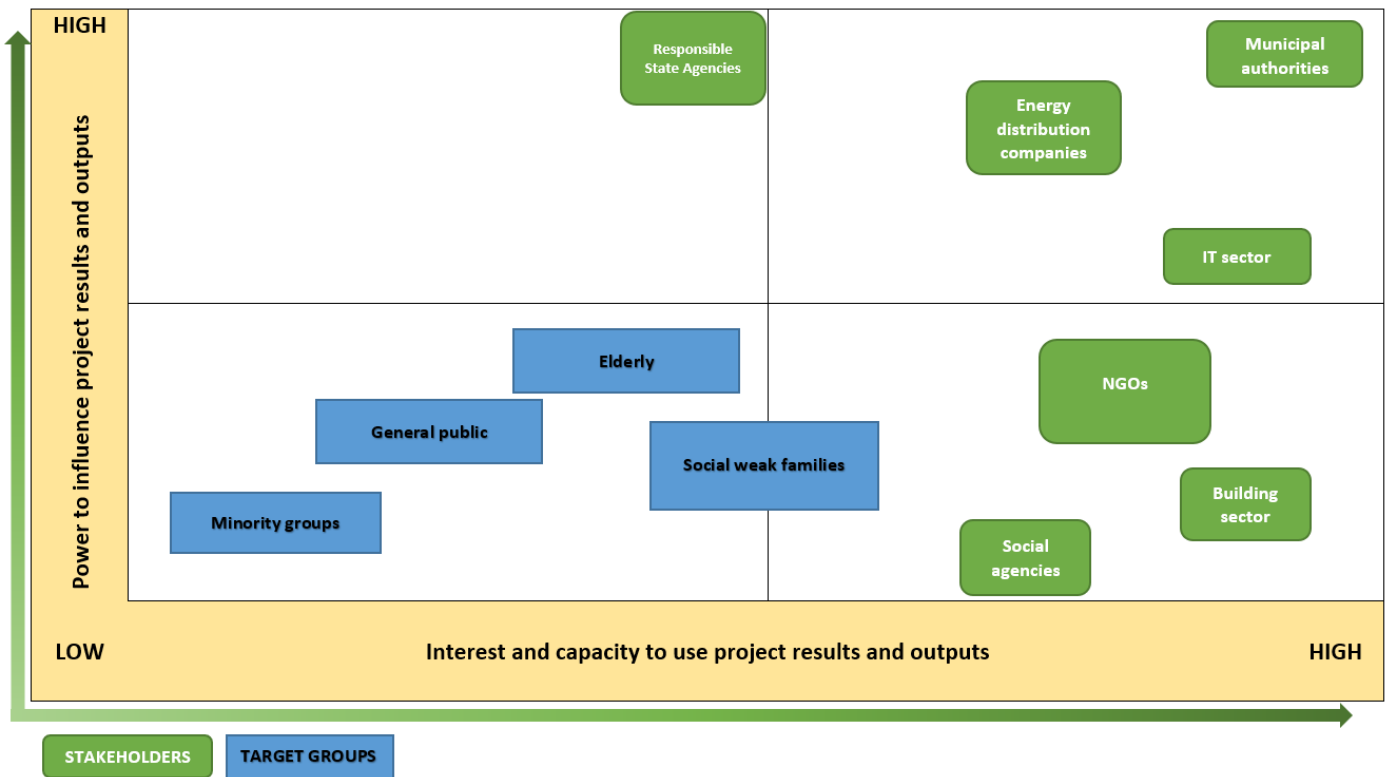 HIGH
Responsible
State Agencies
Municipal
authorities
Energy
distribution
companies
IT sector
Power to influence project results and outputs
Elderly
NGOs
General public
Social weak families
Minority groups
Building
sector
Social
agencies
LOW
Interest and capacity to use project results and outputs
HIGH
STAKEHOLDERS
TARGET GROUPS